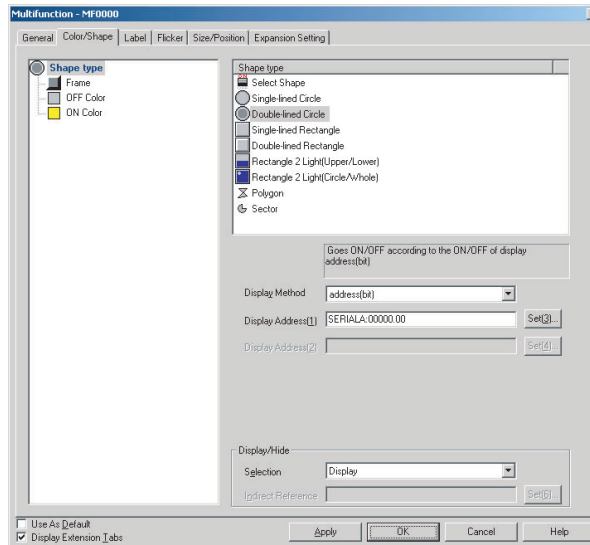 Multifunction - MF0000
General Color/Shape Label Flicker Size/Position Expansion Setting
Shape type
Frame
OFF Color
ON Color
Shape type
Select Shape
Single-lined Circle
Double-lined Circle
Single-lined Rectangle
Double-lined Rectangle
Rectangle 2 Light(Upper/Lower)
Rectangle 2 Light(Circle/Whole)
Polygon
Sector
Goes ON/OFF according to the ON/OFF of display
address(bit)
Display Method address(bit)
Display Address(1) SERIALA:00000.00 Set(3)...
Display Address(2) Set(4)...
Display/Hide
Selection Display
Indirect Reference Set(6)...
Use As Default
Display Extension Tabs
Apply OK Cancel Help